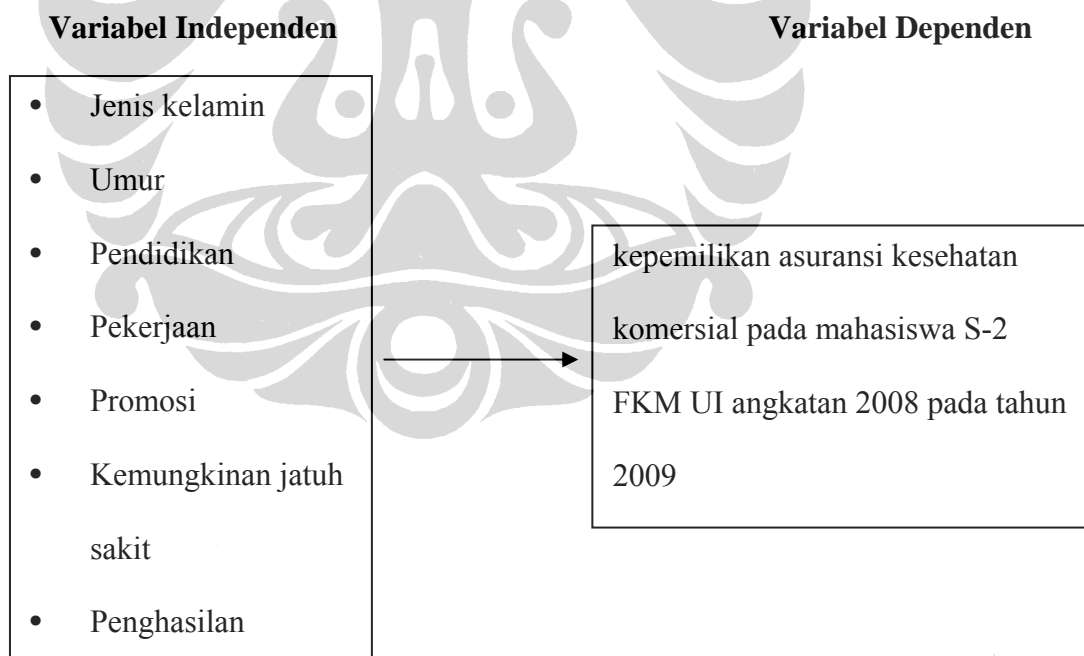 Variabel Independen
Variabel Dependen
• Jenis kelamin
• Umur
• Pendidikan
• Pekerjaan
• Promosi
• Kemungkinan jatuh
sakit
• Penghasilan
kepemilikan asuransi kesehatan
komersial pada mahasiswa S-2
FKM UI angkatan 2008 pada tahun
2009